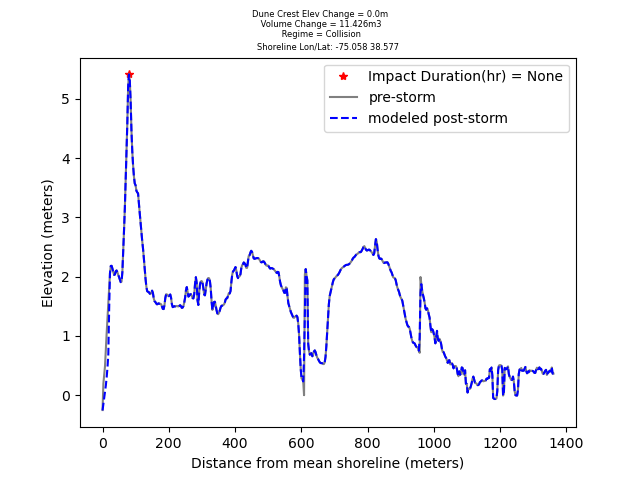 Dune Crest Elev Change = 0.0m
Volume Change = 11.426m3
Regime = Collision
Shoreline Lon/Lat: -75.058 38.577
Impact Duration(hr) = None
pre-storm
modeled post-storm
Elevation (meters)
5
4
3
2
1
0
0 200 400 600 800 1000 1200 1400
Distance from mean shoreline (meters)